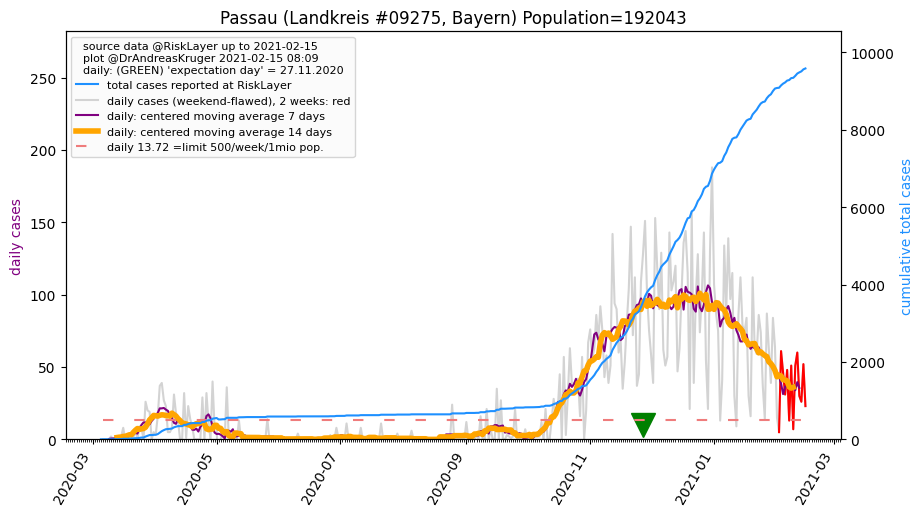 Passau (Landkreis #09275, Bayern) Population=192043
source data @RiskLayer up to 2021-02-15
plot @DrAndreasKruger 2021-02-15 08:09
daily: (GREEN) 'expectation day' = 27.11.2020
total cases reported at RiskLayer
daily cases (weekend-flawed), 2 weeks: red
daily: centered moving average 7 days
daily: centered moving average 14 days
daily 13.72 =limit 500/week/1mio pop.
daily cases
250
200
150
100
50
0
cumulative total cases
10000
8000
6000
4000
2000
0
2020-03
2020-05
2020-07
2020-09
2020-11
2021-01
2021-03